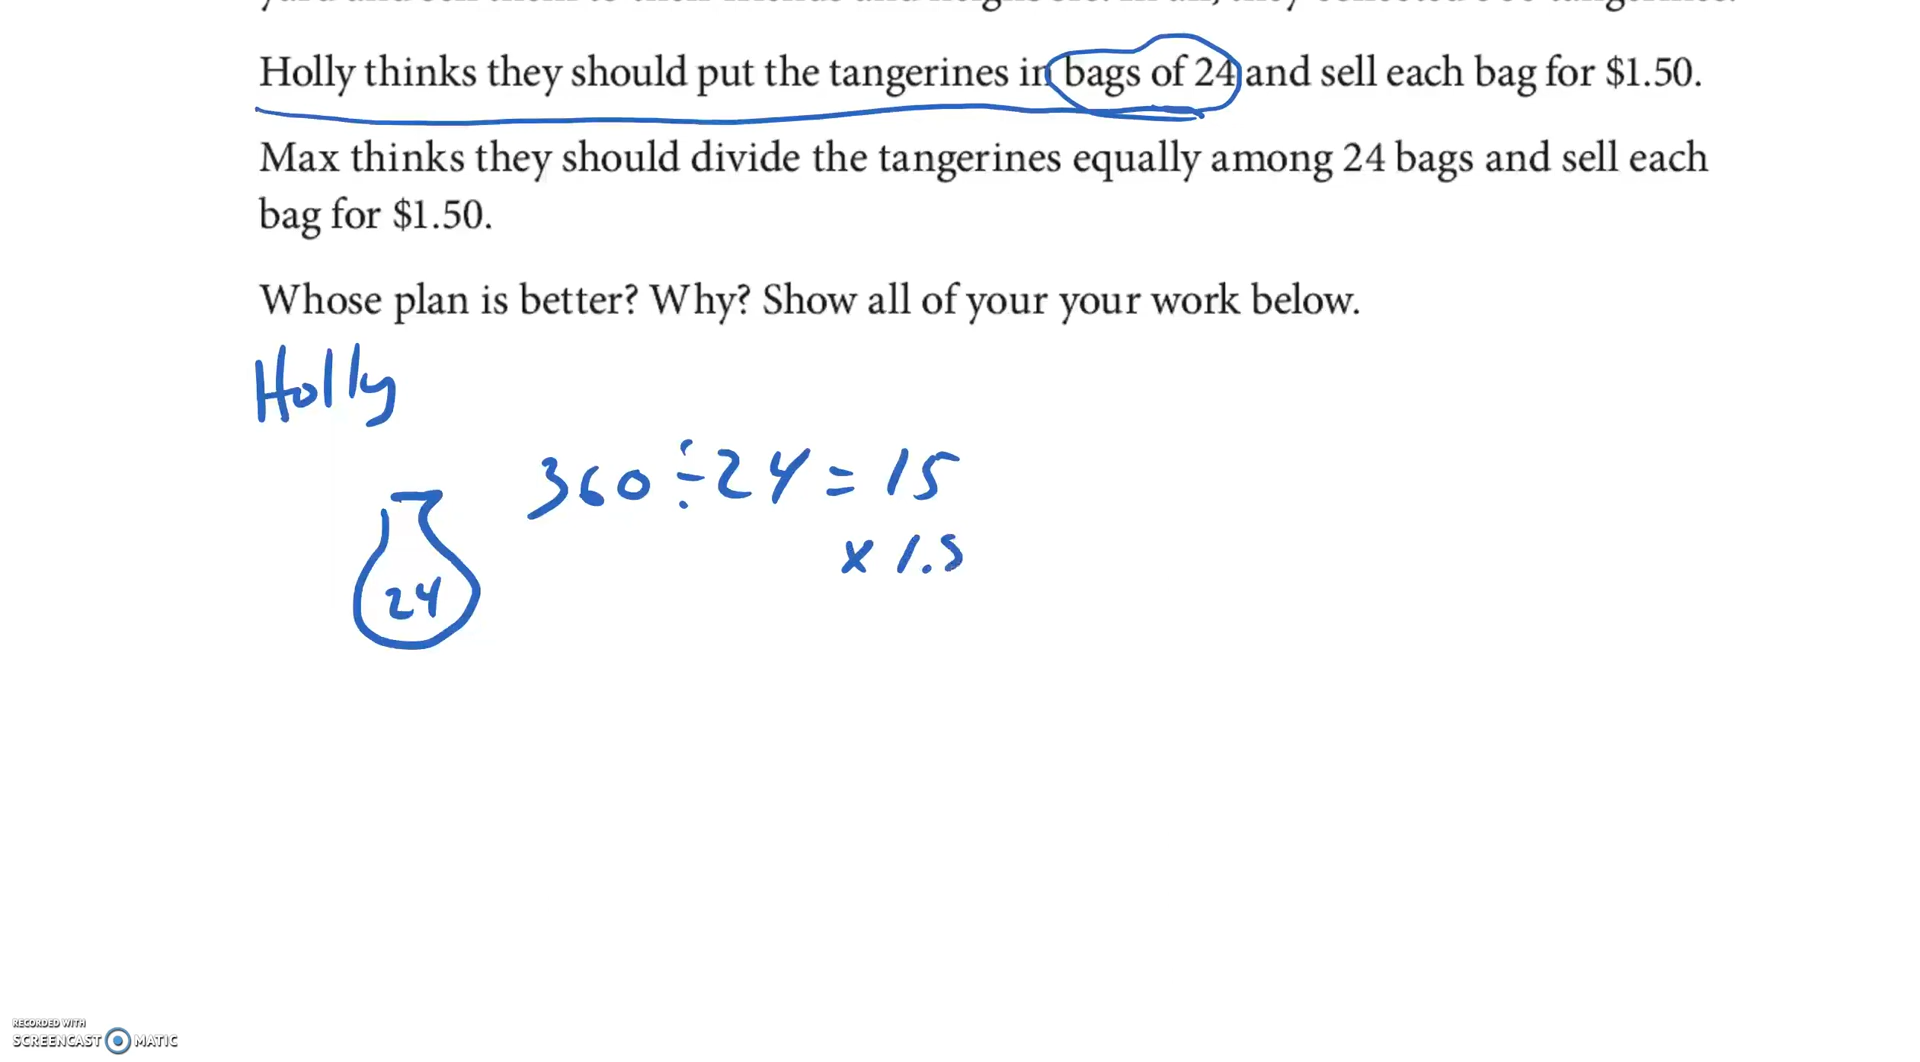 Holly thinks they should put the tangerines in bags of 24 and sell each bag for $1.50.
Max thinks they should divide the tangerines equally among 24 bags and sell each
bag for $1.50.
Whose plan is better? Why? Show all of your your work below.
Holly
360 ÷ 24 = 15
x 1.5
24
RECORDED WITH
SCREENCAST MATIC